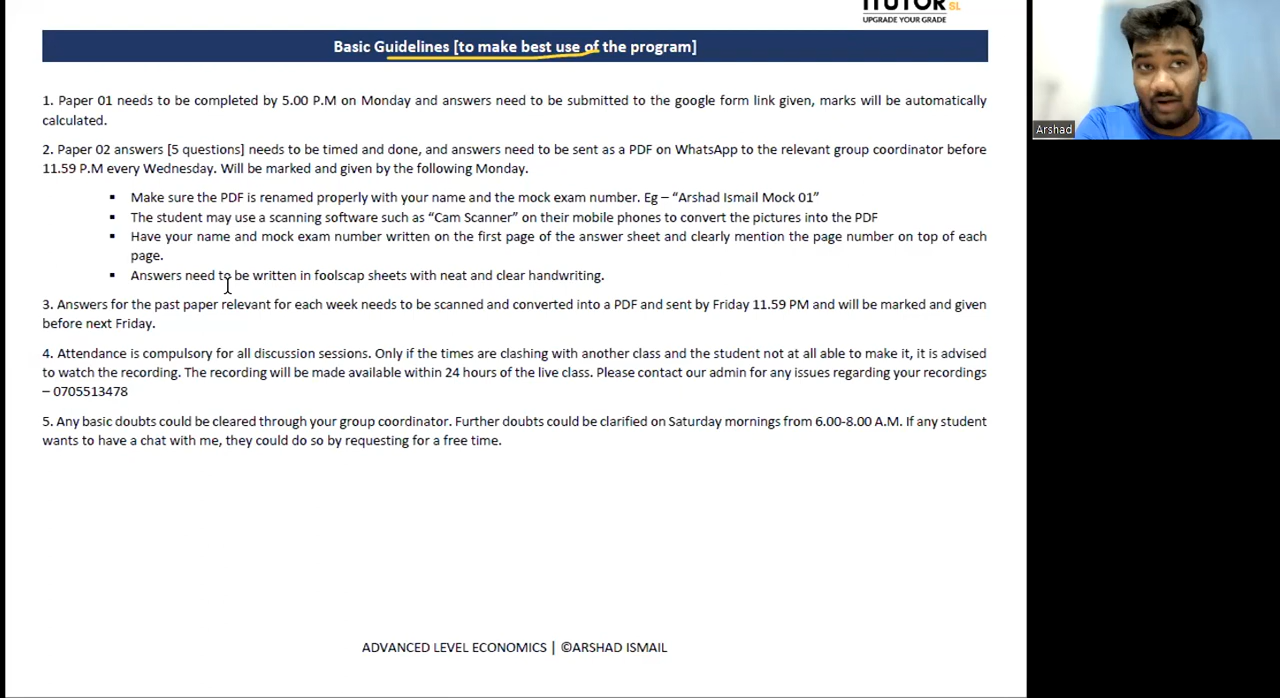 iTUTOR SL
UPGRADE YOUR GRADE
Basic Guidelines [to make best use of the program]
1. Paper 01 needs to be completed by 5.00 P.M on Monday and answers need to be submitted to the google form link given, marks will be automatically
calculated.
2. Paper 02 answers [5 questions] needs to be timed and done, and answers need to be sent as a PDF on WhatsApp to the relevant group coordinator before
11.59 P.M every Wednesday. Will be marked and given by the following Monday.
▪ Make sure the PDF is renamed properly with your name and the mock exam number. Eg – “Arshad Ismail Mock 01”
▪ The student may use a scanning software such as “Cam Scanner” on their mobile phones to convert the pictures into the PDF
▪ Have your name and mock exam number written on the first page of the answer sheet and clearly mention the page number on top of each
page.
▪ Answers need to be written in foolscap sheets with neat and clear handwriting.
3. Answers for the past paper relevant for each week needs to be scanned and converted into a PDF and sent by Friday 11.59 PM and will be marked and given
before next Friday.
4. Attendance is compulsory for all discussion sessions. Only if the times are clashing with another class and the student not at all able to make it, it is advised
to watch the recording. The recording will be made available within 24 hours of the live class. Please contact our admin for any issues regarding your recordings
– 0705513478
5. Any basic doubts could be cleared through your group coordinator. Further doubts could be clarified on Saturday mornings from 6.00-8.00 A.M. If any student
wants to have a chat with me, they could do so by requesting for a free time.
ADVANCED LEVEL ECONOMICS | ©ARSHAD ISMAIL
Arshad